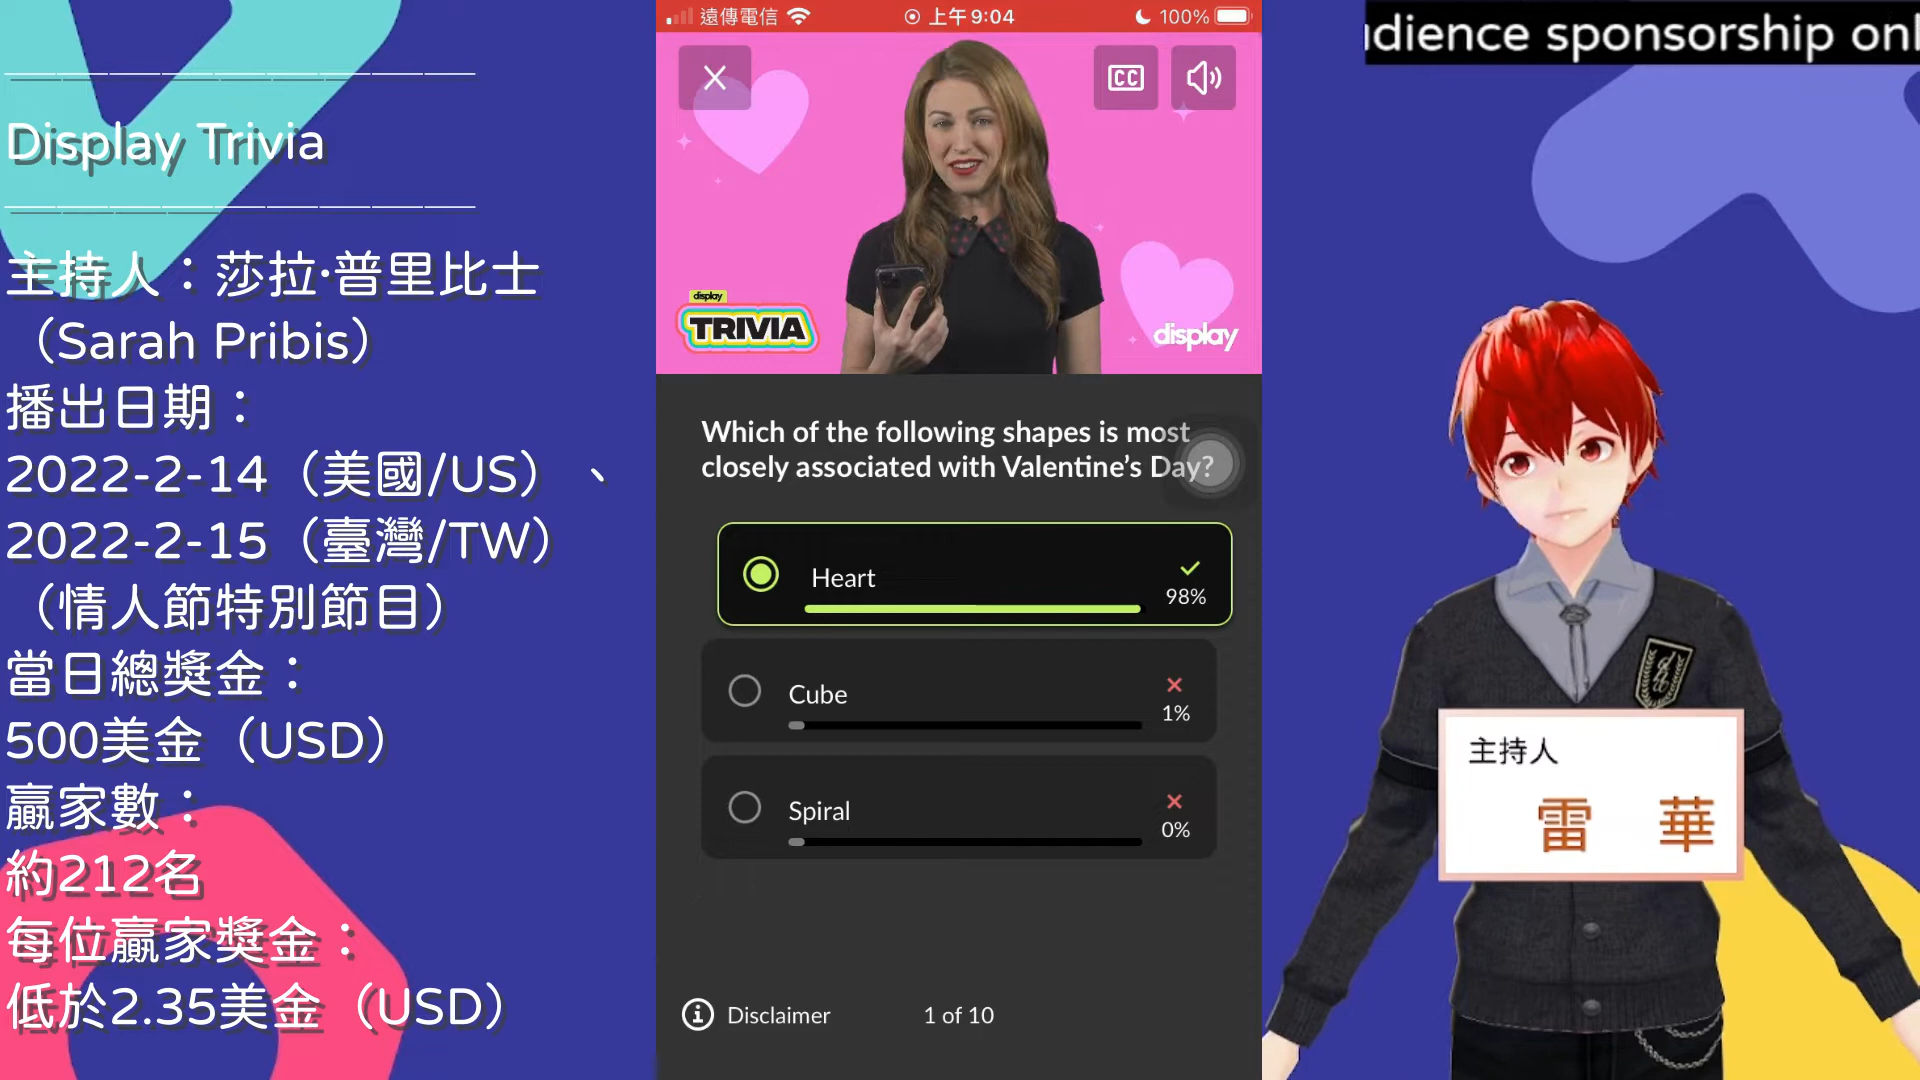 Display Trivia
主持人：莎拉·普里比士
（Sarah Pribis）
播出日期：
2022-2-14（美國/US）、
2022-2-15（臺灣/TW）
（情人節特別節目）
當日總獎金：
500美金（USD）
贏家數：
約212名
每位贏家獎金：
低於2.35美金（USD）
遠傳電信
上午9:04
100%
CC
display
TRIVIA
display
Which of the following shapes is most
closely associated with Valentine's Day?
Heart
98%
Cube
1%
Spiral
0%
Disclaimer
1 of 10
sponsorship
主持人
雷 華